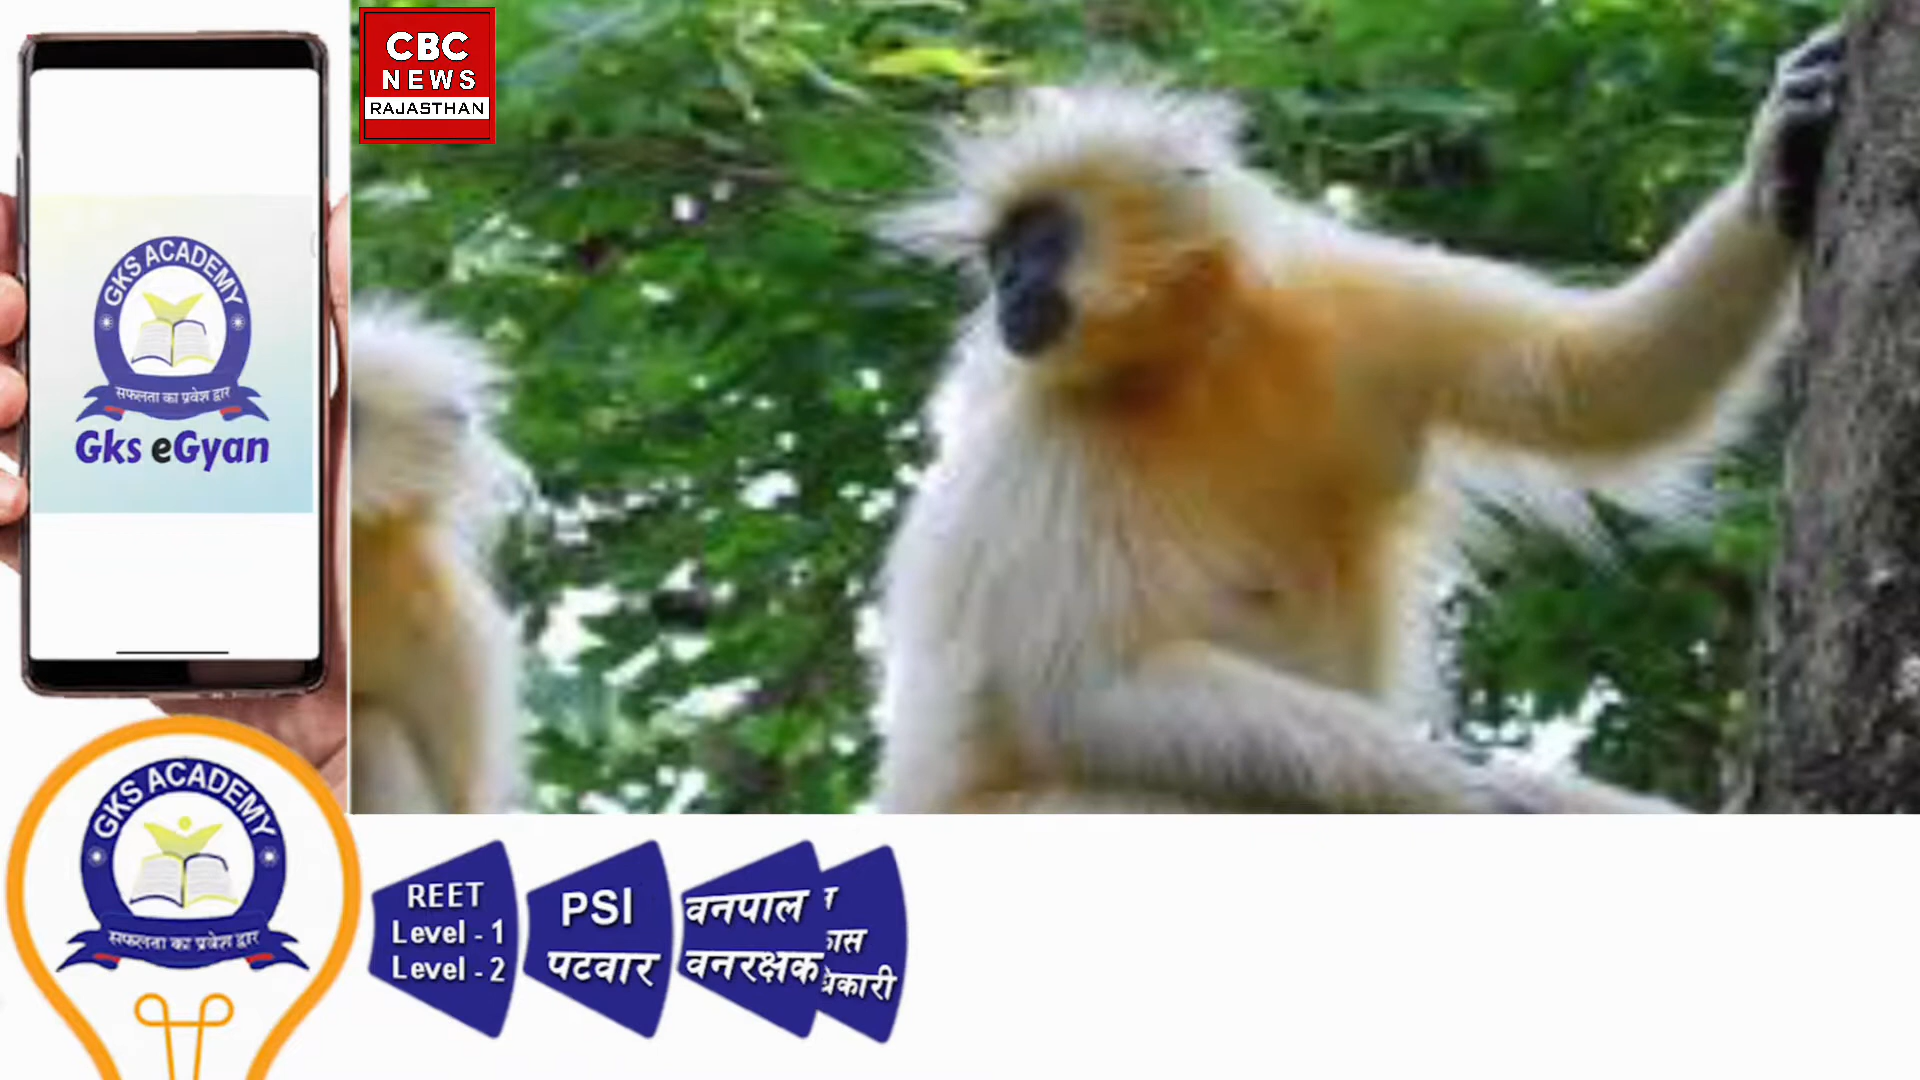 CBC
NEWS
RAJASTHAN
GKS ACADEMY
सफलता का प्रवेश द्वार
Gks eGyan
GKS ACADEMY
सफलता का प्रवेश द्वार
REET
Level - 1
Level - 2
PSI
पटवार
वनपाल
वनरक्षक